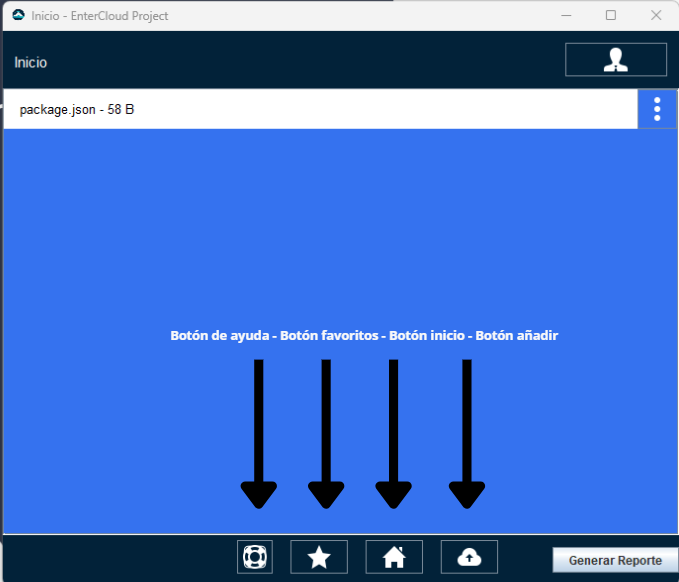 Inicio - EnterCloud Project
Inicio
package.json - 58 B
Botón de ayuda - Botón favoritos - Botón inicio - Botón añadir
Generar Reporte